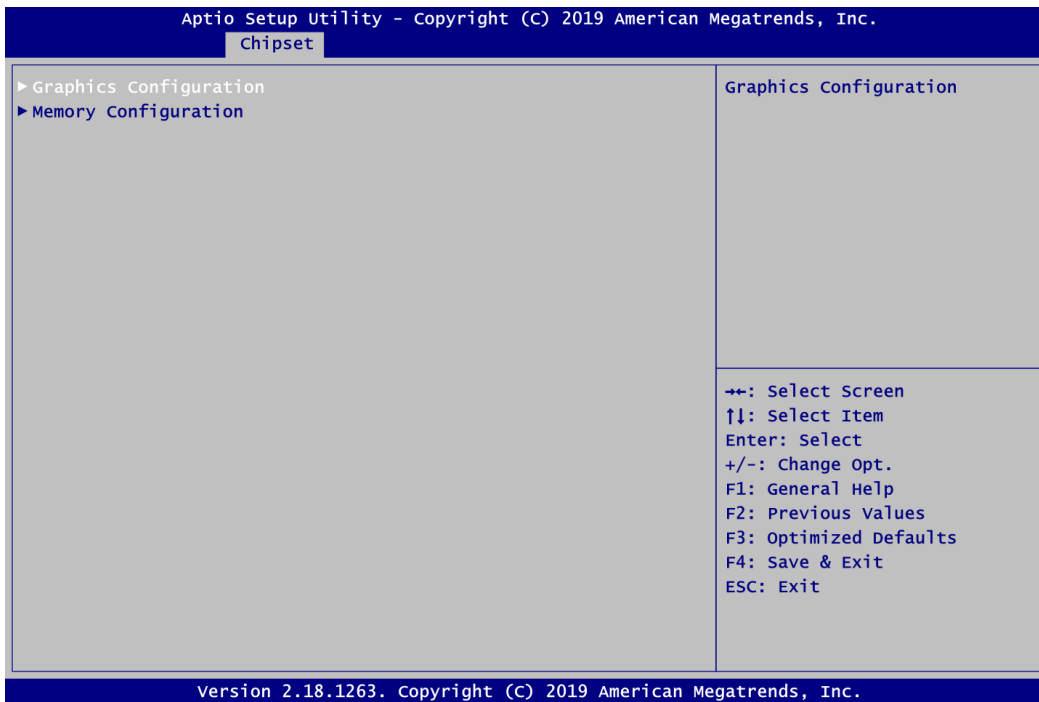 Aptio Setup Utility – Copyright (C) 2019 American Megatrends, Inc.
Chipset
►Graphics Configuration
►Memory Configuration
Graphics Configuration
→←: Select Screen
↑↓: Select Item
Enter: Select
+/-: Change Opt.
F1: General Help
F2: Previous Values
F3: Optimized Defaults
F4: Save & Exit
ESC: Exit
Version 2.18.1263. Copyright (C) 2019 American Megatrends, Inc.